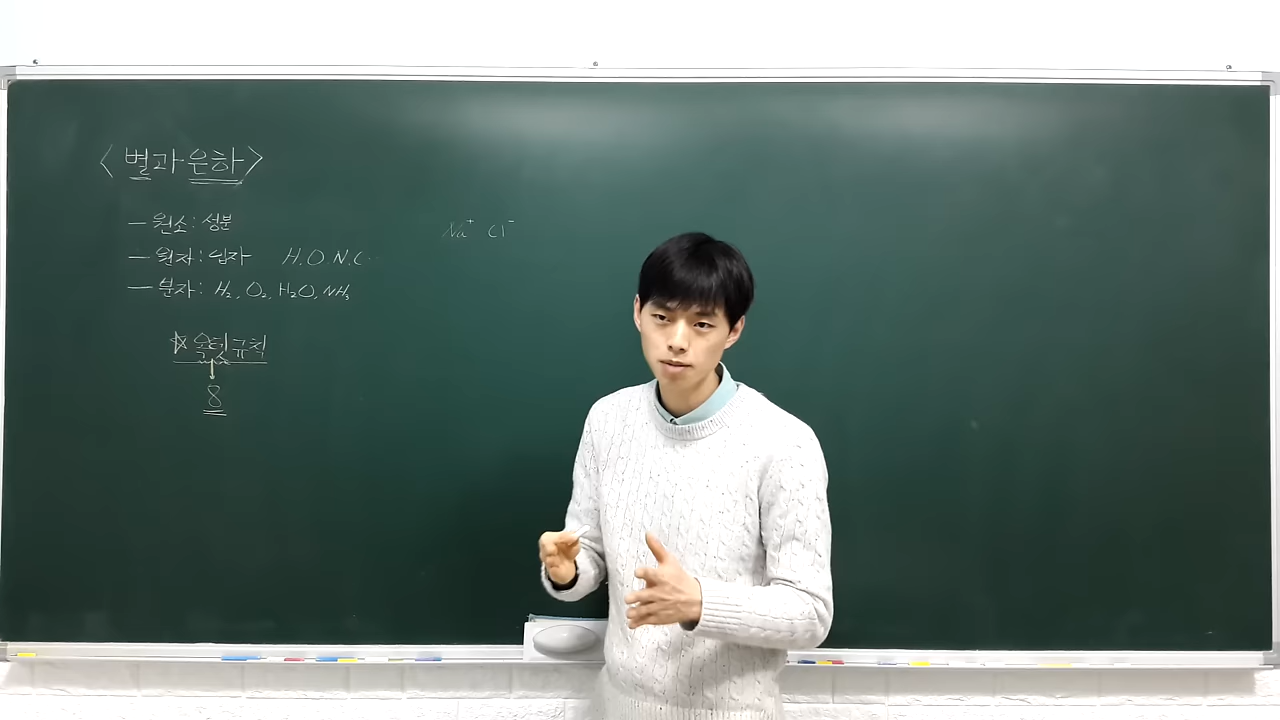 <별과 은하>
- 원소: 성분
- 원자: 입자 H. O. N. C ...
- 분자: H₂, O₂, H₂O, NH₃
☆ 옥텟 규칙
8
Na⁺ Cl⁻